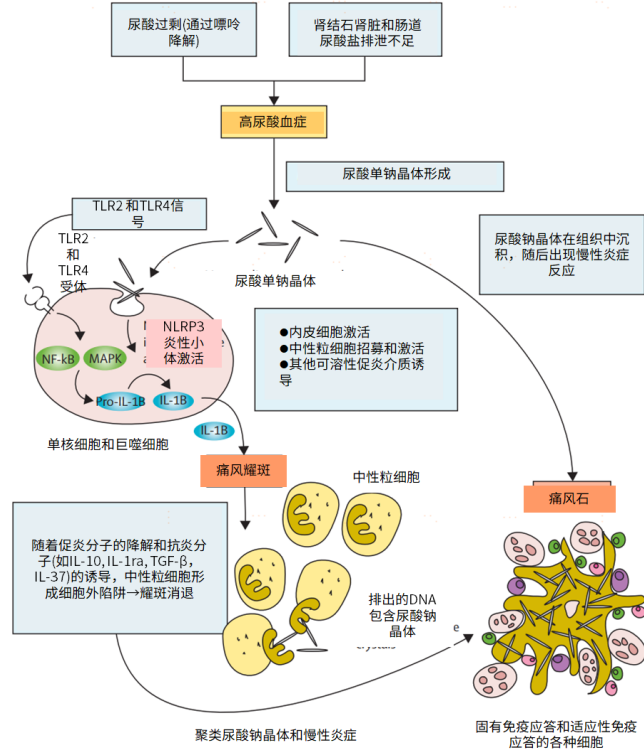 尿酸过剩(通过嘌呤
降解)
肾结石肾脏和肠道
尿酸盐排泄不足
高尿酸血症
尿酸单钠晶体形成
TLR2 和TLR4信
号
TLR2
和
TLR4
受体
尿酸单钠晶体
尿酸钠晶体在组织中沉
积，随后出现慢性炎症
反应
NLRP3
炎性小
体激活
NF-kB
MAPK
Pro-IL-1B
IL-1B
IL-1B
●内皮细胞激活
●中性粒细胞招募和激活
●其他可溶性促炎介质诱
导
单核细胞和巨噬细胞
痛风耀斑
中性粒细胞
痛风石
随着促炎分子的降解和抗炎分
子(如IL-10, IL-1ra, TGF-β，
IL-37)的诱导，中性粒细胞形
成细胞外陷阱→耀斑消退
排出的DNA
包含尿酸钠
晶体
聚类尿酸钠晶体和慢性炎症
固有免疫应答和适应性免疫
应答的各种细胞